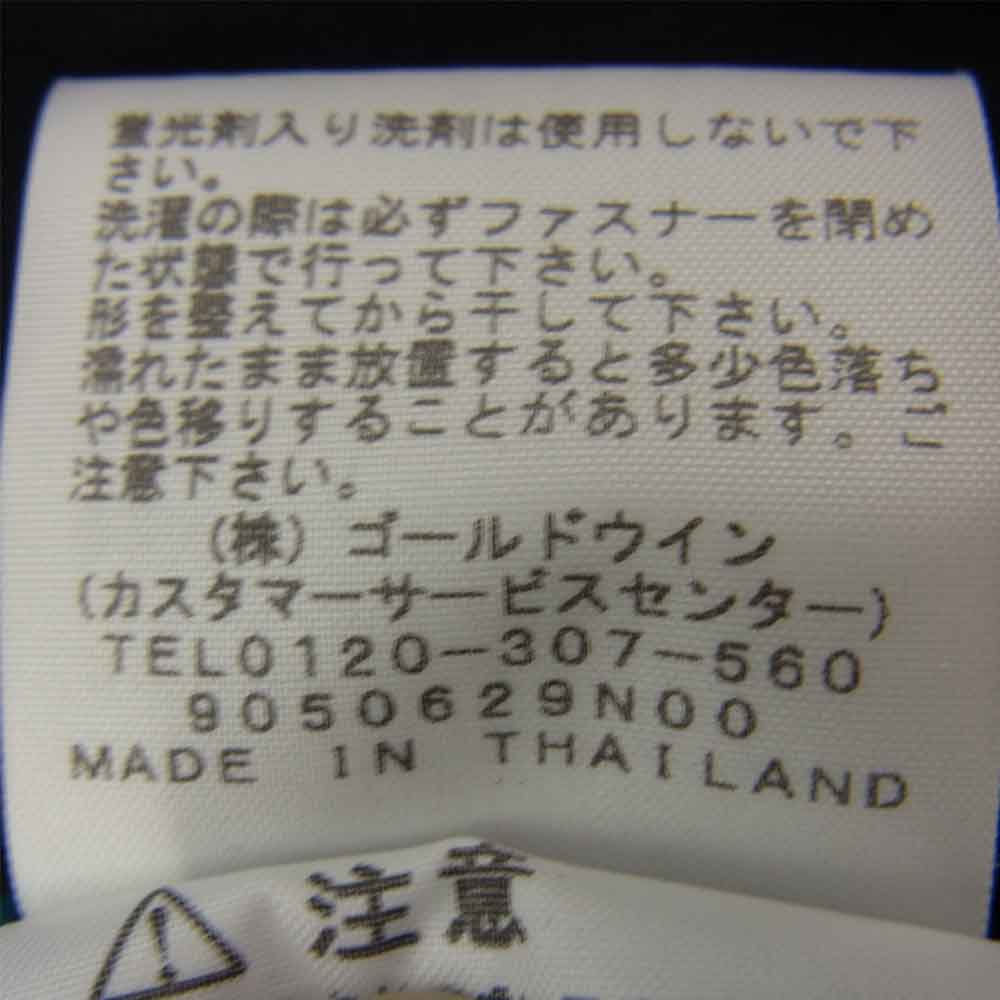 蛍光剤入り洗剤は使用しないで下
さい。
洗濯の際は必ずファスナーを閉め
た状態で行って下さい。
形を整えてから干して下さい。
濡れたまま放置すると多少色落ち
や色移りすることがあります。ご
注意下さい。
(株) ゴールドウイン
(カスタマーサービスセンター)
TEL0120-307-560
9050629N00
MADE IN THAILAND
注意